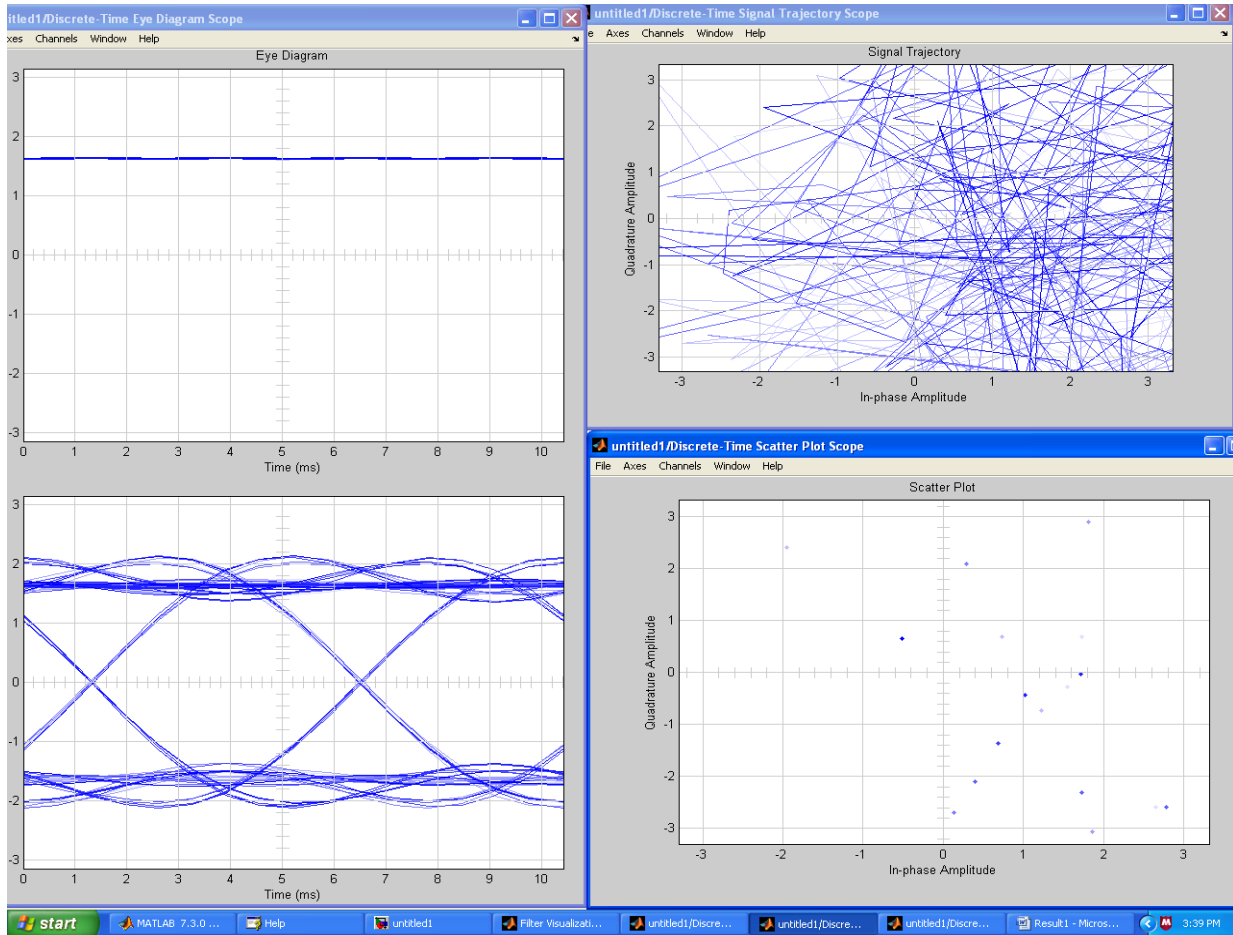 titled1/Discrete-Time Eye Diagram Scope
xes Channels Window Help
Eye Diagram
3
2
1
0
-1
-2
-3
0 1 2 3 4 5 6 7 8 9 10
Time (ms)
3
2
1
0
-1
-2
-3
0 1 2 3 4 5 6 7 8 9 10
Time (ms)
untitled1/Discrete-Time Signal Trajectory Scope
e Axes Channels Window Help
Signal Trajectory
Quadrature Amplitude
3
2
1
0
-1
-2
-3
-3 -2 -1 0 1 2 3
In-phase Amplitude
untitled1/Discrete-Time Scatter Plot Scope
File Axes Channels Window Help
Scatter Plot
Quadrature Amplitude
3
2
1
0
-1
-2
-3
-3 -2 -1 0 1 2 3
In-phase Amplitude
start
MATLAB 7.3.0 ...
Help
untitled1
Filter Visualizati...
untitled1/Discre...
untitled1/Discre...
untitled1/Discre...
Result1 - Micros...
3:39 PM